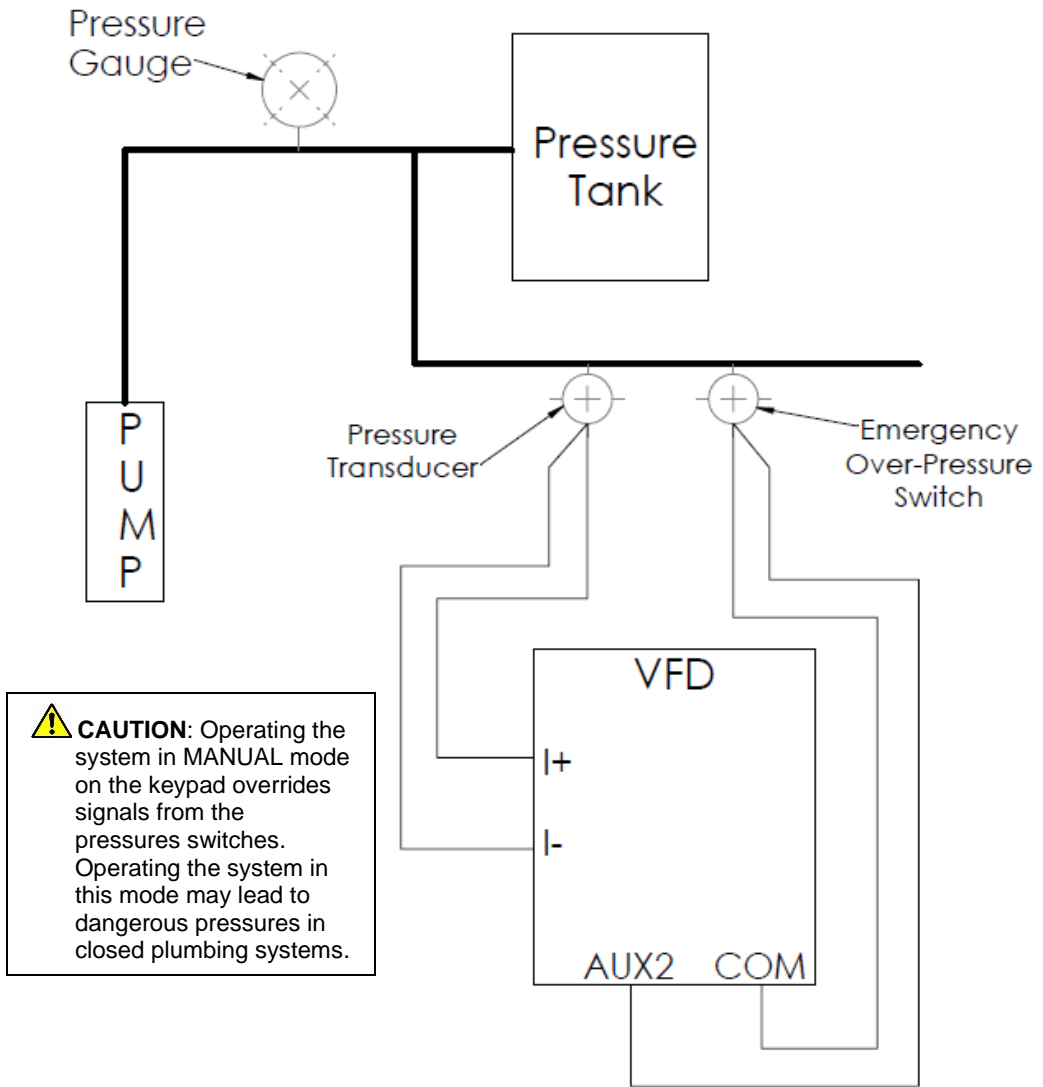 Pressure
Gauge
Pressure
Tank
P
U
M
P
Pressure
Transducer
Emergency
Over-Pressure
Switch
VFD
I+
I-
AUX2 COM
CAUTION: Operating the
system in MANUAL mode
on the keypad overrides
signals from the
pressures switches.
Operating the system in
this mode may lead to
dangerous pressures in
closed plumbing systems.